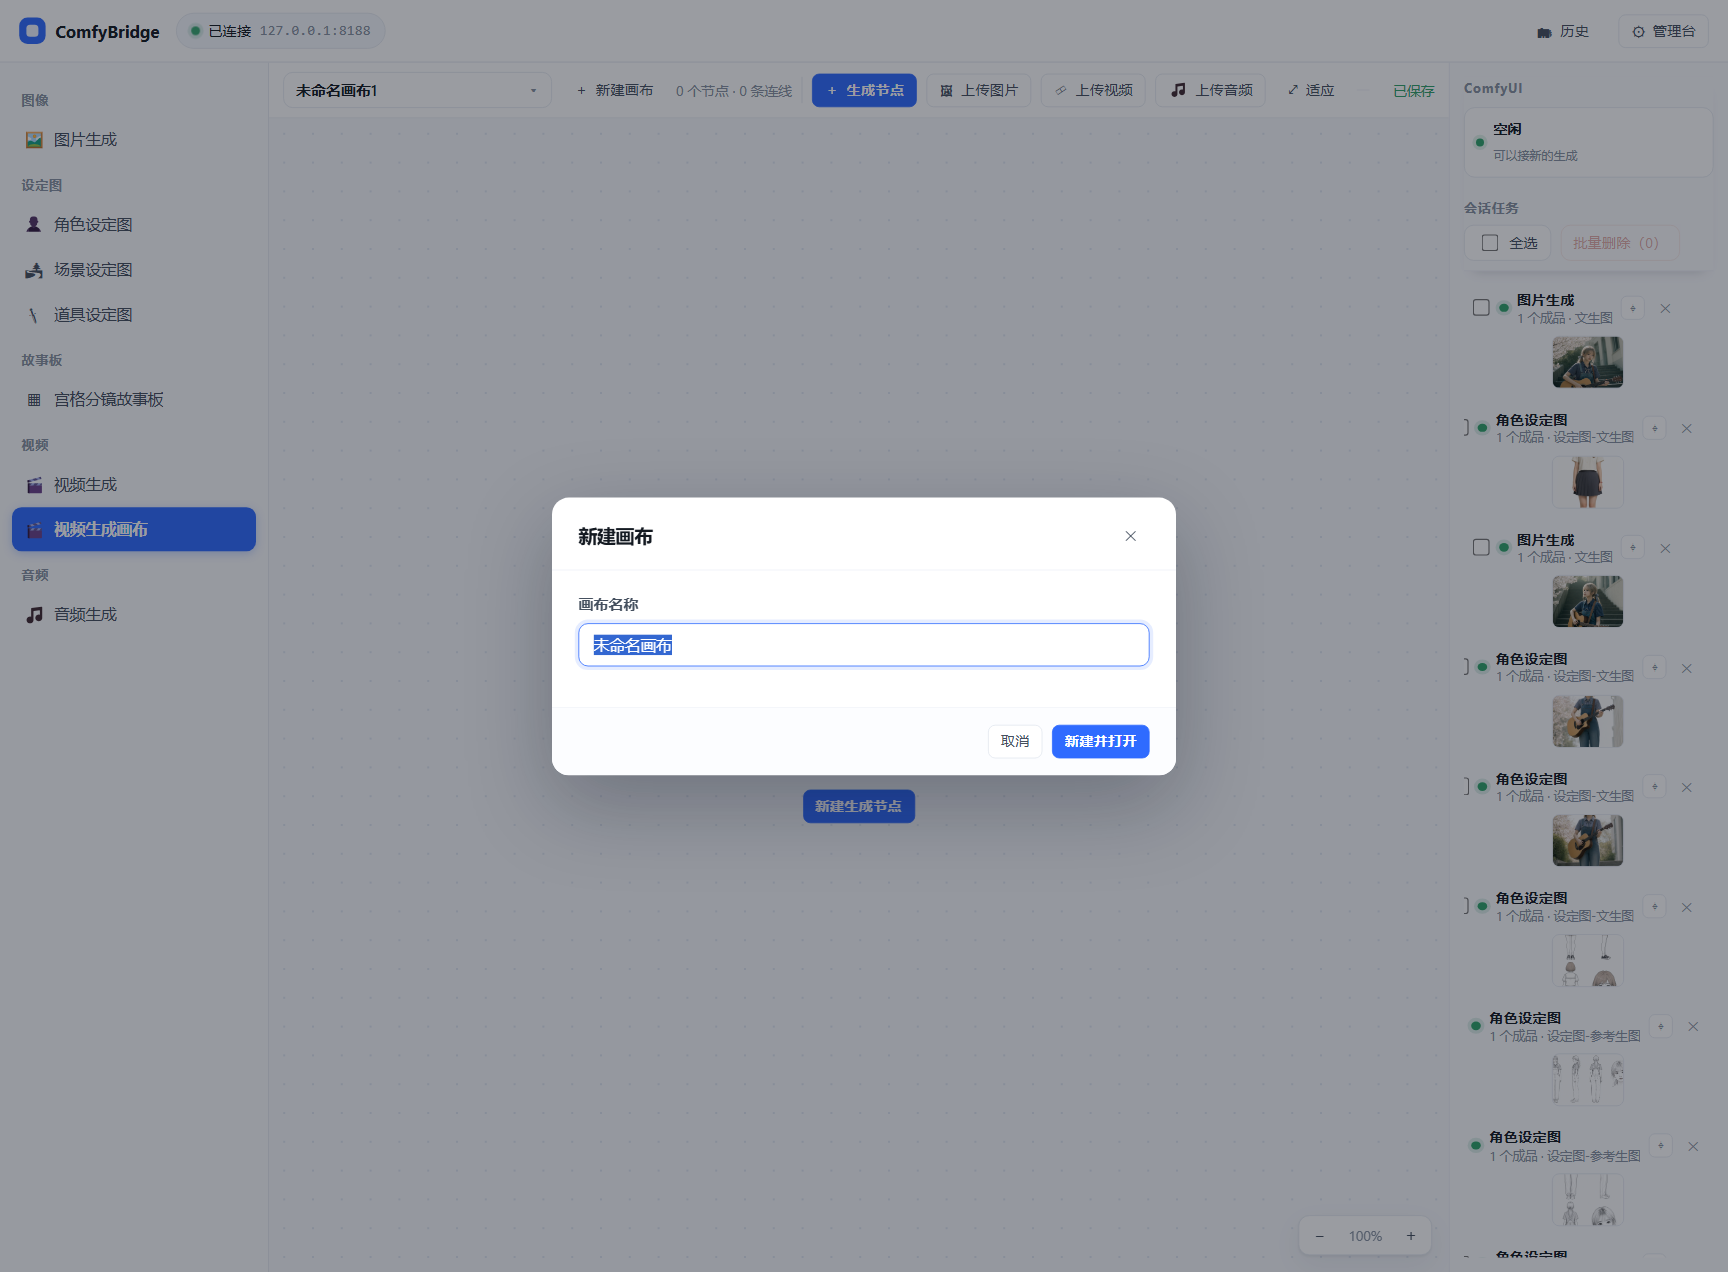 ComfyBridge
已连接 127.0.0.1:8188
历史
管理台
图像
图片生成
设定图
角色设定图
场景设定图
道具设定图
故事板
宫格分镜故事板
视频
视频生成
视频生成画布
音频
音频生成
未命名画布1
+ 新建画布
0 个节点 · 0 条连线
+ 生成节点
上传图片
上传视频
上传音频
适应
已保存
新建画布
画布名称
未命名画布
取消
新建并打开
新建生成节点
− 100% +
ComfyUI
空闲
可以接新的生成
会话任务
全选
批量删除（0）
图片生成
1 个成品 · 文生图
角色设定图
1 个成品 · 设定图-文生图
图片生成
1 个成品 · 文生图
角色设定图
1 个成品 · 设定图-文生图
角色设定图
1 个成品 · 设定图-文生图
角色设定图
1 个成品 · 设定图-文生图
角色设定图
1 个成品 · 设定图-参考生图
角色设定图
1 个成品 · 设定图-参考生图
角色设定图